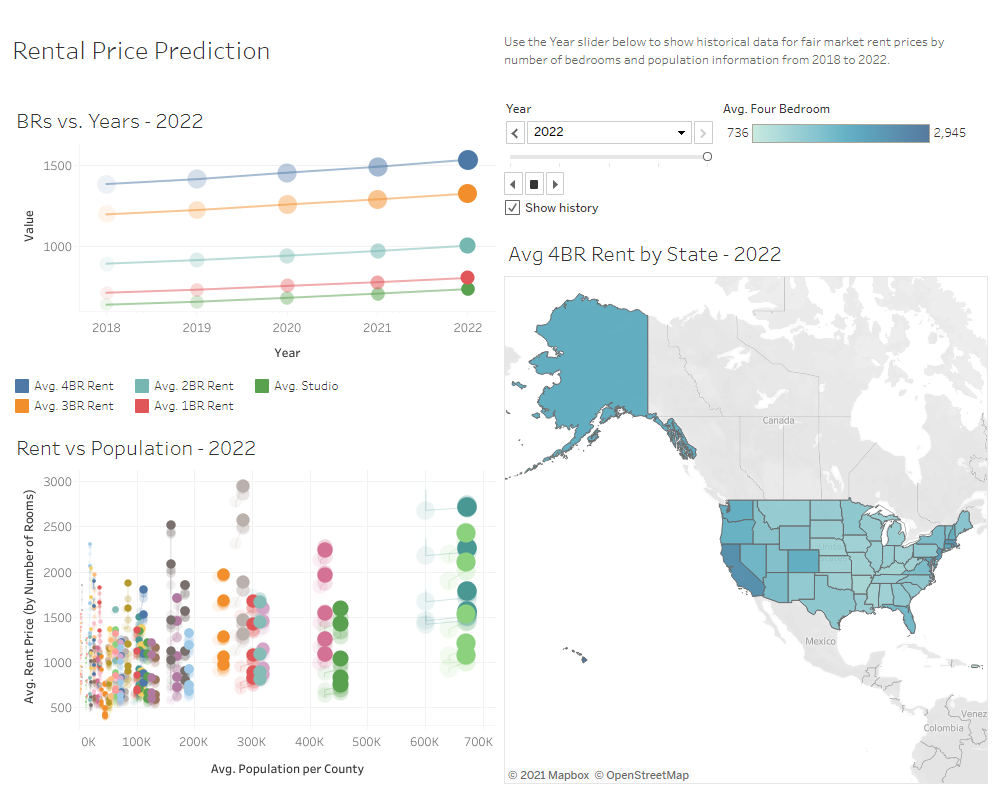 Rental Price Prediction
Use the Year slider below to show historical data for fair market rent prices by
number of bedrooms and population information from 2018 to 2022.
Year
2022
Show history
Avg. Four Bedroom
736
2,945
BRs vs. Years - 2022
Value
1500
1000
2018 2019 2020 2021 2022
Year
Avg. 4BR Rent
Avg. 2BR Rent
Avg. Studio
Avg. 3BR Rent
Avg. 1BR Rent
Rent vs Population - 2022
Avg. Rent Price (by Number of Rooms)
3000
2500
2000
1500
1000
500
0K 100K 200K 300K 400K 500K 600K 700K
Avg. Population per County
Avg 4BR Rent by State - 2022
Canada
Mexico
Venez
Colombia
© 2021 Mapbox © OpenStreetMap